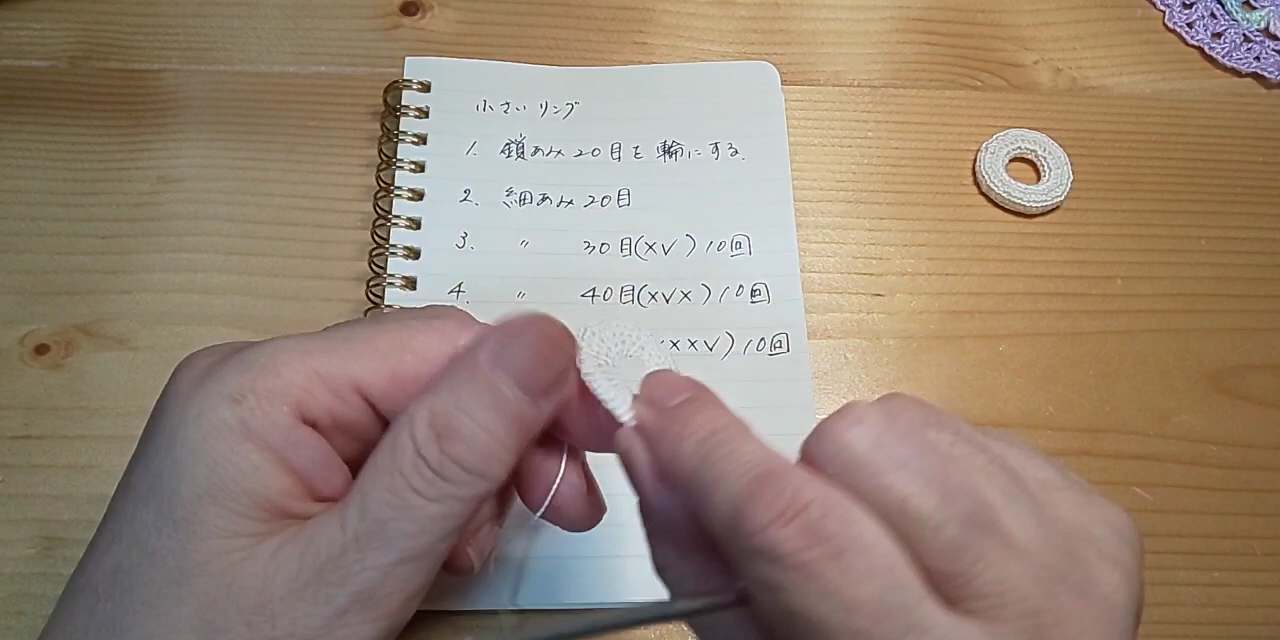 小さいリング
1. 鎖あみ20目を輪にする.
2. 細あみ20目
3. 〃 30目(XV)10回
4. 〃 40目(XVX)10回
XXV)10回